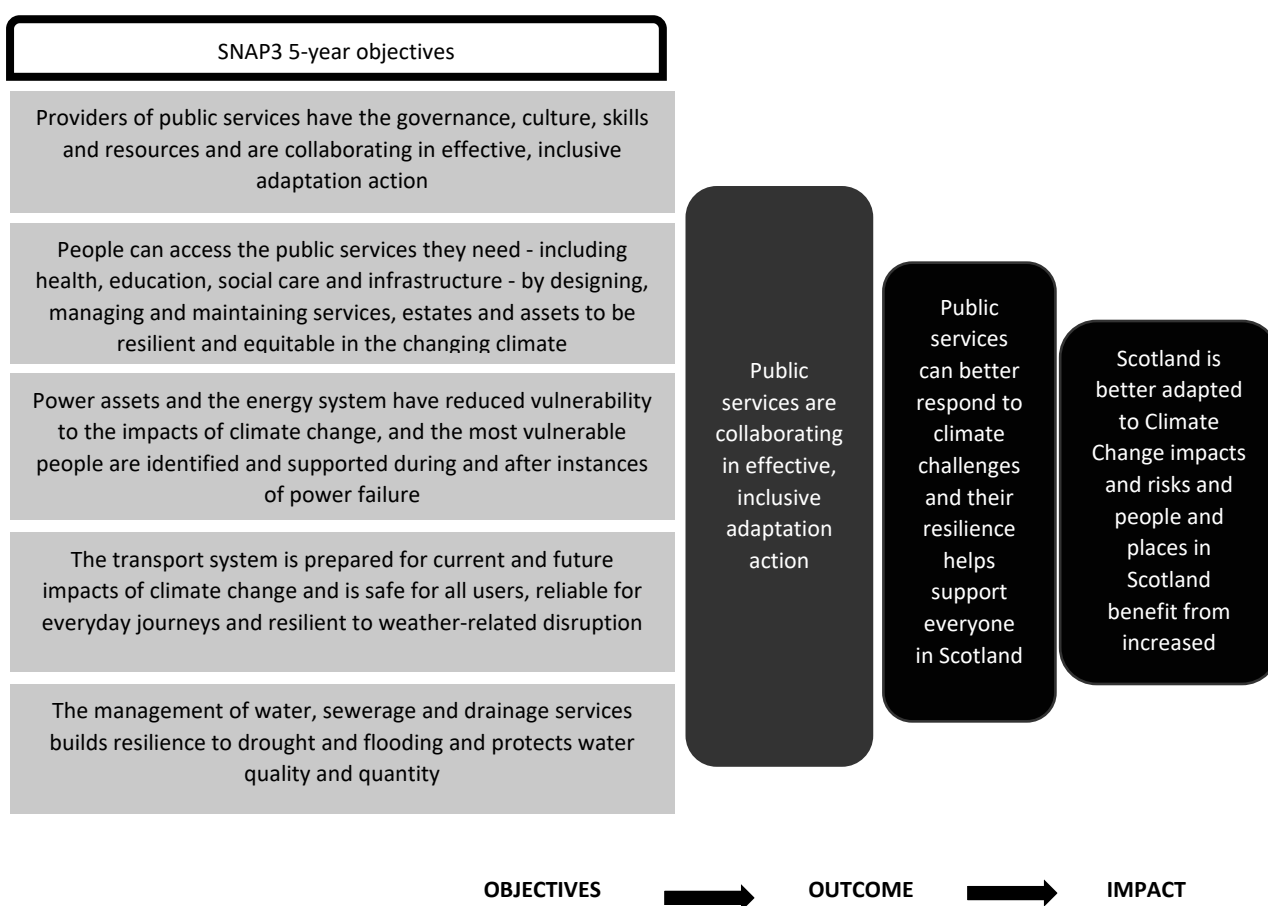 SNAP3 5-year objectives
Providers of public services have the governance, culture, skills
and resources and are collaborating in effective, inclusive
adaptation action
People can access the public services they need - including
health, education, social care and infrastructure - by designing,
managing and maintaining services, estates and assets to be
resilient and equitable in the changing climate
Power assets and the energy system have reduced vulnerability
to the impacts of climate change, and the most vulnerable
people are identified and supported during and after instances
of power failure
The transport system is prepared for current and future
impacts of climate change and is safe for all users, reliable for
everyday journeys and resilient to weather-related disruption
The management of water, sewerage and drainage services
builds resilience to drought and flooding and protects water
quality and quantity
Public
services are
collaborating
in effective,
inclusive
adaptation
action
Public
services
can better
respond to
climate
challenges
and their
resilience
helps
support
everyone
in Scotland
Scotland is
better adapted
to Climate
Change impacts
and risks and
people and
places in
Scotland
benefit from
increased
OBJECTIVES
OUTCOME
IMPACT